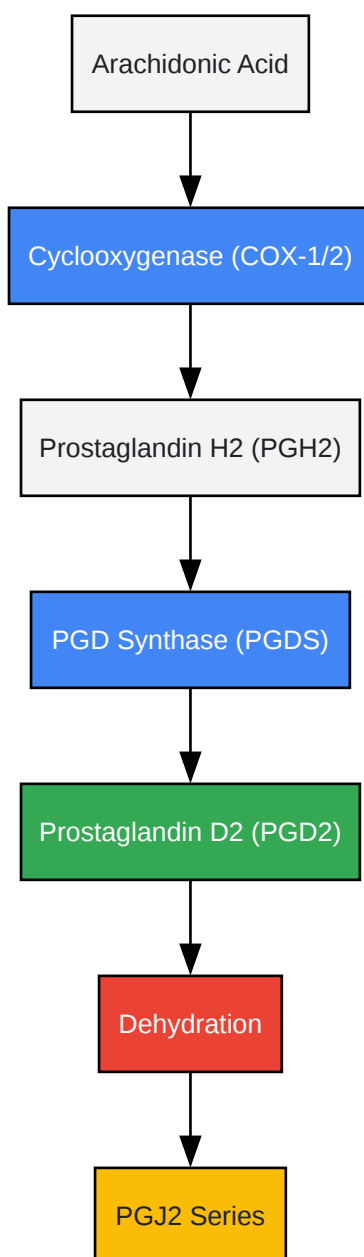 Arachidonic Acid
Cyclooxygenase (COX-1/2)
Prostaglandin H2 (PGH2)
PGD Synthase (PGDS)
Prostaglandin D2 (PGD2)
Dehydration
PGJ2 Series